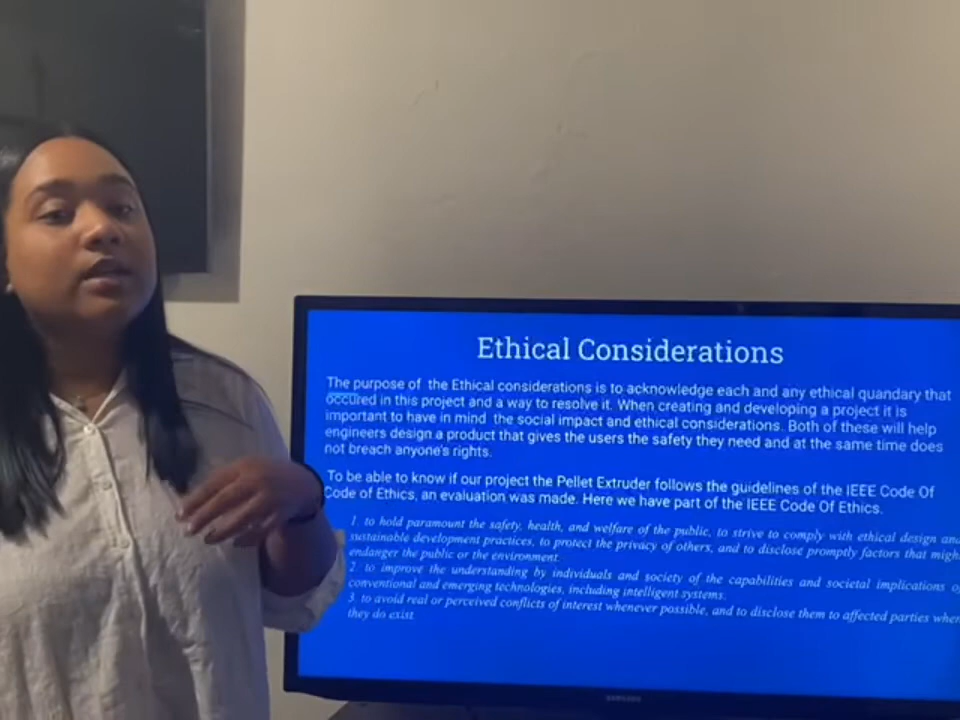 Ethical Considerations
The purpose of the Ethical considerations is to acknowledge each and any ethical quandary that
occured in this project and a way to resolve it. When creating and developing a project it is
important to have in mind the social impact and ethical considerations. Both of these will help
engineers design a product that gives the users the safety they need and at the same time does
not breach anyone's rights.
To be able to know if our project the Pellet Extruder follows the guidelines of the IEEE Code Of
Code of Ethics, an evaluation was made. Here we have part of the IEEE Code Of Ethics.
1. to hold paramount the safety, health, and welfare of the public, to strive to comply with ethical design and
sustainable development practices, to protect the privacy of others, and to disclose promptly factors that migh
endanger the public or the environment.
2. to improve the understanding by individuals and society of the capabilities and societal implications o
conventional and emerging technologies, including intelligent systems.
3. to avoid real or perceived conflicts of interest whenever possible, and to disclose them to affected parties when
they do exist.
SAMSUNG